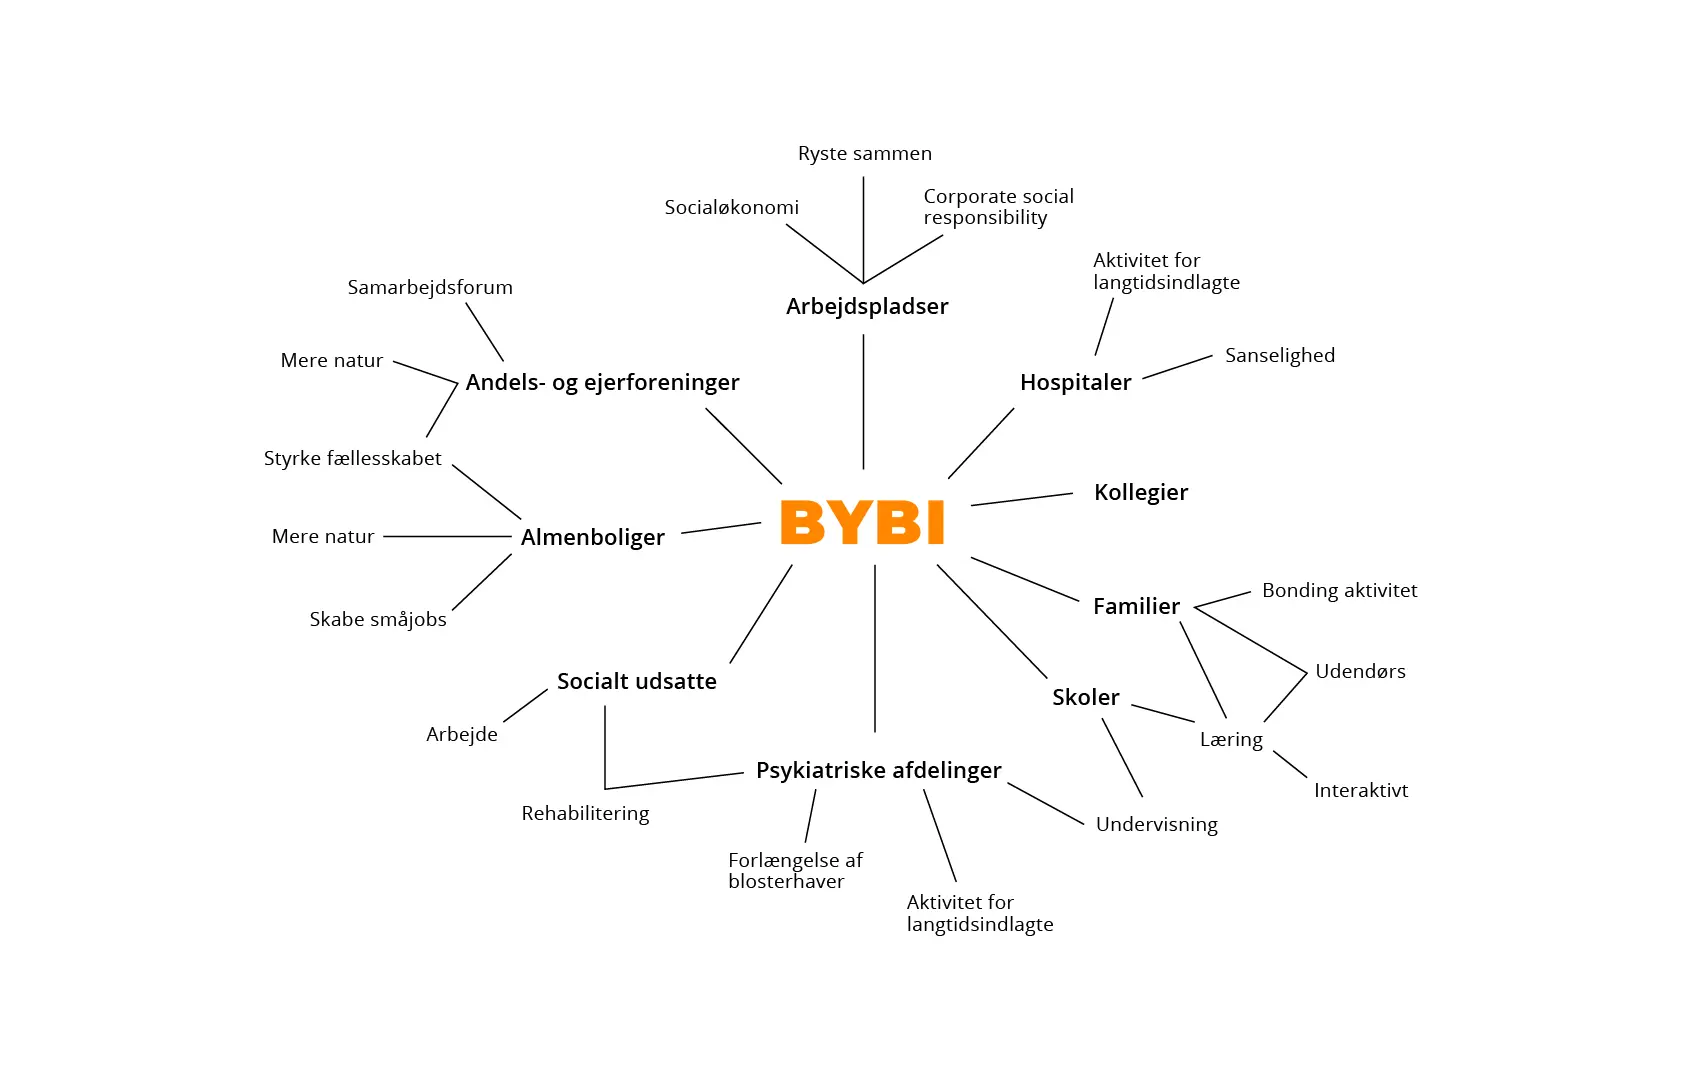 Ryste sammen
Socialøkonomi
Corporate social
responsibility
Arbejdspladser
Aktivitet for
langtidsindlagte
Sanselighed
Hospitaler
Samarbejdsforum
Mere natur
Andels- og ejerforeninger
Styrke fællesskabet
Kollegier
BYBI
Mere natur
Almenboliger
Skabe småjobs
Familier
Bonding aktivitet
Udendørs
Socialt udsatte
Skoler
Arbejde
Læring
Psykiatriske afdelinger
Interaktivt
Rehabilitering
Undervisning
Forlængelse af
blosterhaver
Aktivitet for
langtidsindlagte